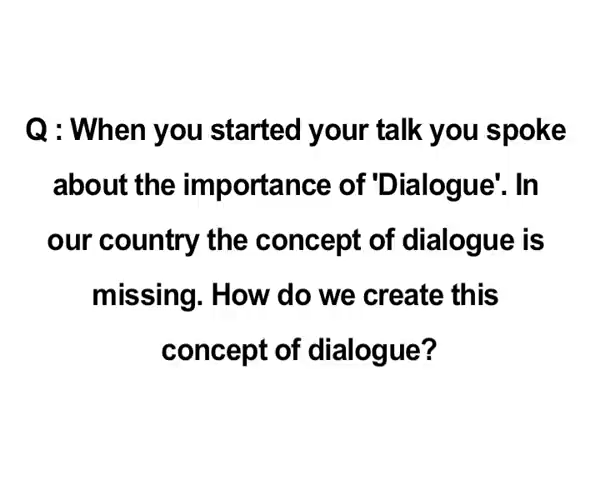 Q : When you started your talk you spoke
about the importance of 'Dialogue'. In
our country the concept of dialogue is
missing. How do we create this
concept of dialogue?